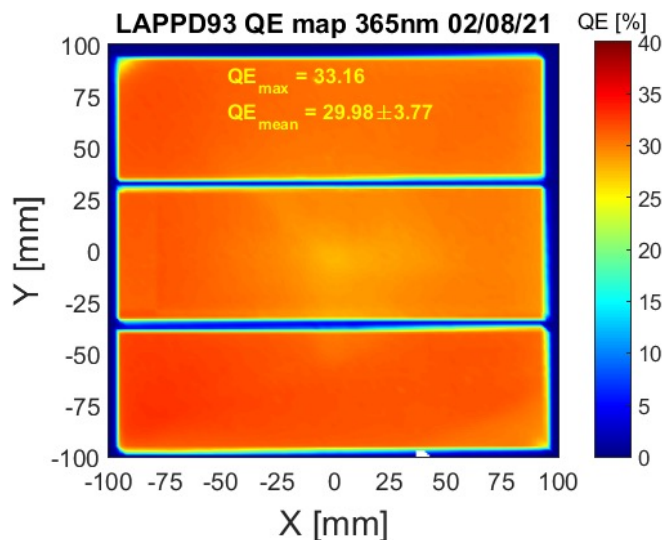 LAPPD93 QE map 365nm 02/08/21
QE [%]
QEmax = 33.16
QEmean = 29.98±3.77
Y [mm]
100
75
50
25
0
-25
-50
-75
-100
-100 -75 -50 -25 0 25 50 75 100
X [mm]
40
35
30
25
20
15
10
5
0